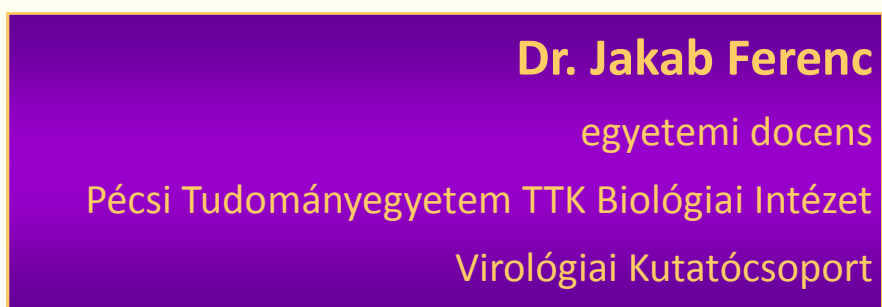 Dr. Jakab Ferenc
egyetemi docens
Pécsi Tudományegyetem TTK Biológiai Intézet
Virológiai Kutatócsoport